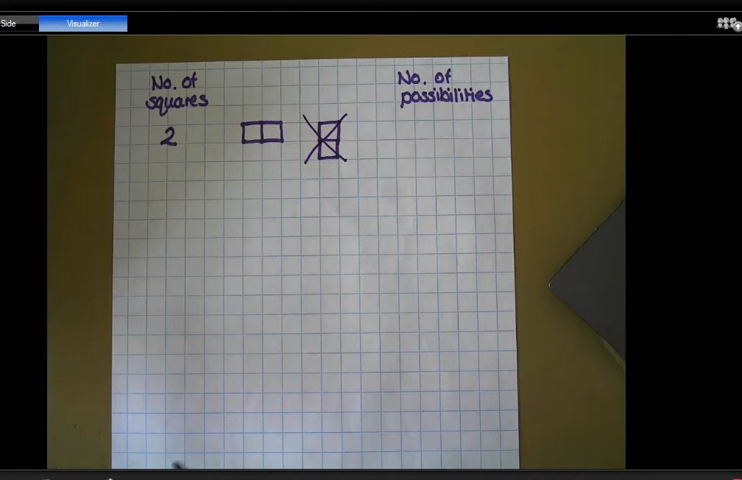 Side
Visualizer
No. of
squares
No. of
possibilities
2